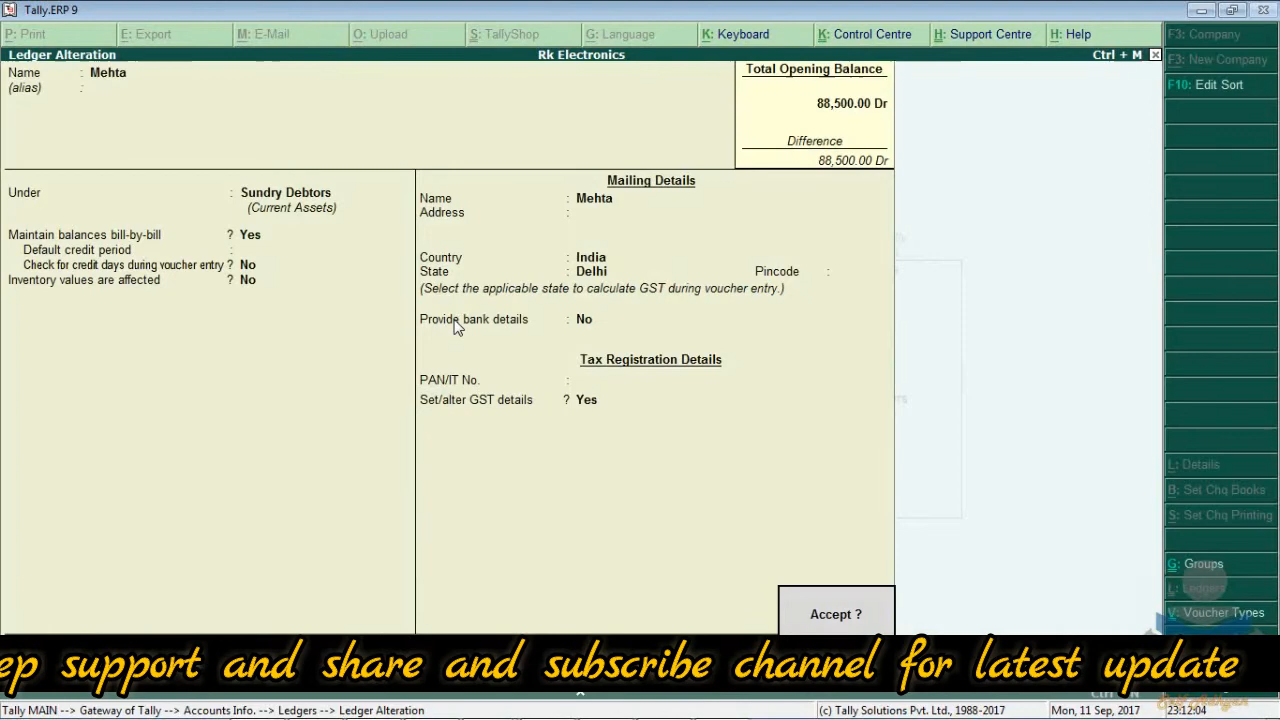 Tally.ERP 9
P: Print E: Export M: E-Mail O: Upload S: TallyShop G: Language K: Keyboard K: Control Centre H: Support Centre H: Help F3: Company
Ledger Alteration Rk Electronics Ctrl + M
F3: New Company
F10: Edit Sort
Name : Mehta
(alias) :
Total Opening Balance
88,500.00 Dr
Difference
88,500.00 Dr
Under : Sundry Debtors
(Current Assets)
Maintain balances bill-by-bill ? Yes
Default credit period :
Check for credit days during voucher entry ? No
Inventory values are affected ? No
Mailing Details
Name : Mehta
Address :
Country : India
State : Delhi Pincode :
(Select the applicable state to calculate GST during voucher entry.)
Provide bank details : No
Tax Registration Details
PAN/IT No. :
Set/alter GST details ? Yes
Accept ?
L: Details
B: Set Chq Books
S: Set Chq Printing
G: Groups
L: Ledgers
V: Voucher Types
ep support and share and subscribe channel for latest update
Ctrl + N
Tally MAIN --> Gateway of Tally --> Accounts Info. --> Ledgers --> Ledger Alteration (c) Tally Solutions Pvt. Ltd., 1988-2017 Mon, 11 Sep, 2017 23:12:04